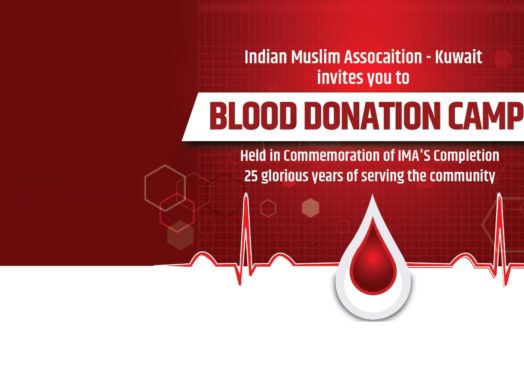 Indian Muslim Assocaition - Kuwait
invites you to
BLOOD DONATION CAMP
Held in Commemoration of IMA'S Completion
25 glorious years of serving the community